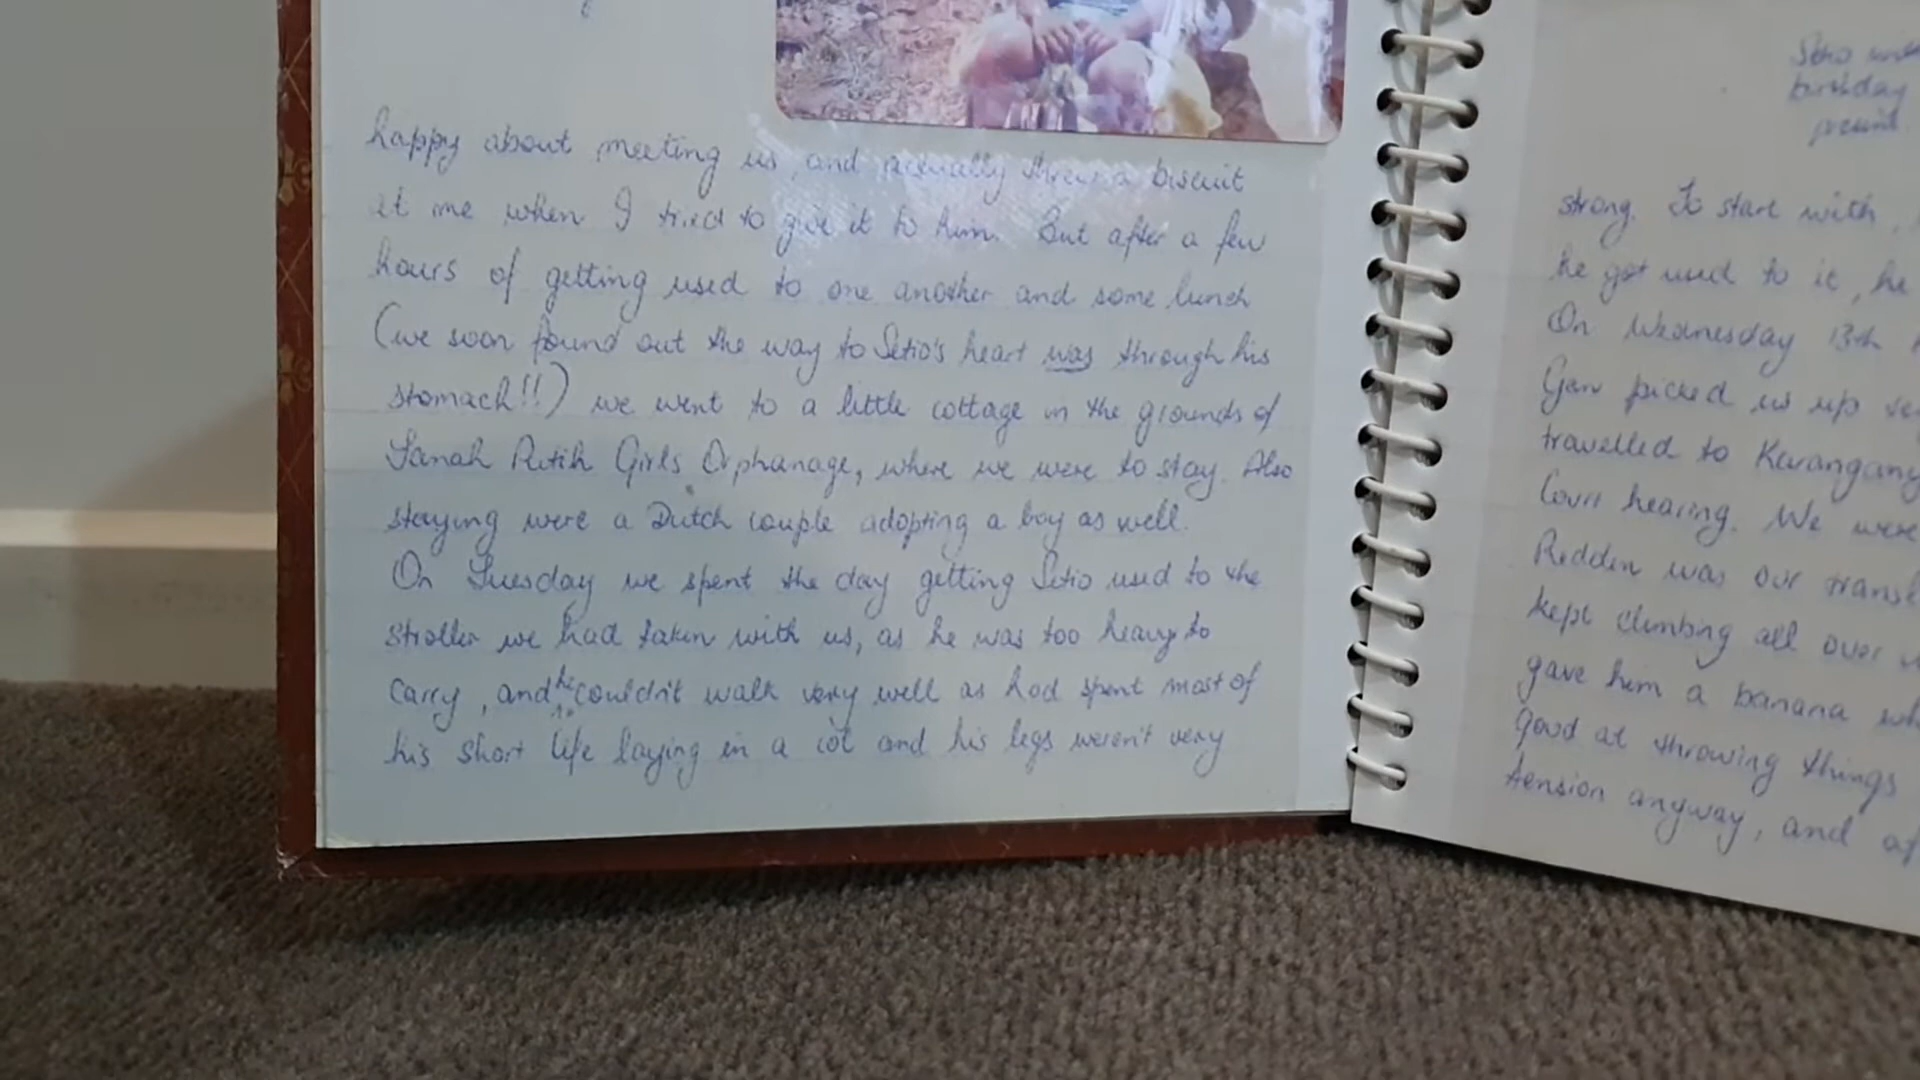 happy about meeting us, and actually threw a biscuit
at me when I tried to give it to him. But after a few
hours of getting used to one another and some lunch
(we soon found out the way to Setio's heart was through his
stomach!!) we went to a little cottage in the grounds of
Tanah Putih Girls Orphanage, where we were to stay. Also
staying were a Dutch couple adopting a boy as well.
On Tuesday we spent the day getting Setio used to the
stroller we had taken with us, as he was too heavy to
carry, and he couldn't walk very well as had spent most of
his short life laying in a cot and his legs weren't very
Setio
birthday
present.
strong. To start with,
he got used to it, he
On Wednesday 13th
picked us up
travelled to
Court hearing. We were
was our
kept climbing all over
gave him a banana
good at throwing things
tension anyway, and